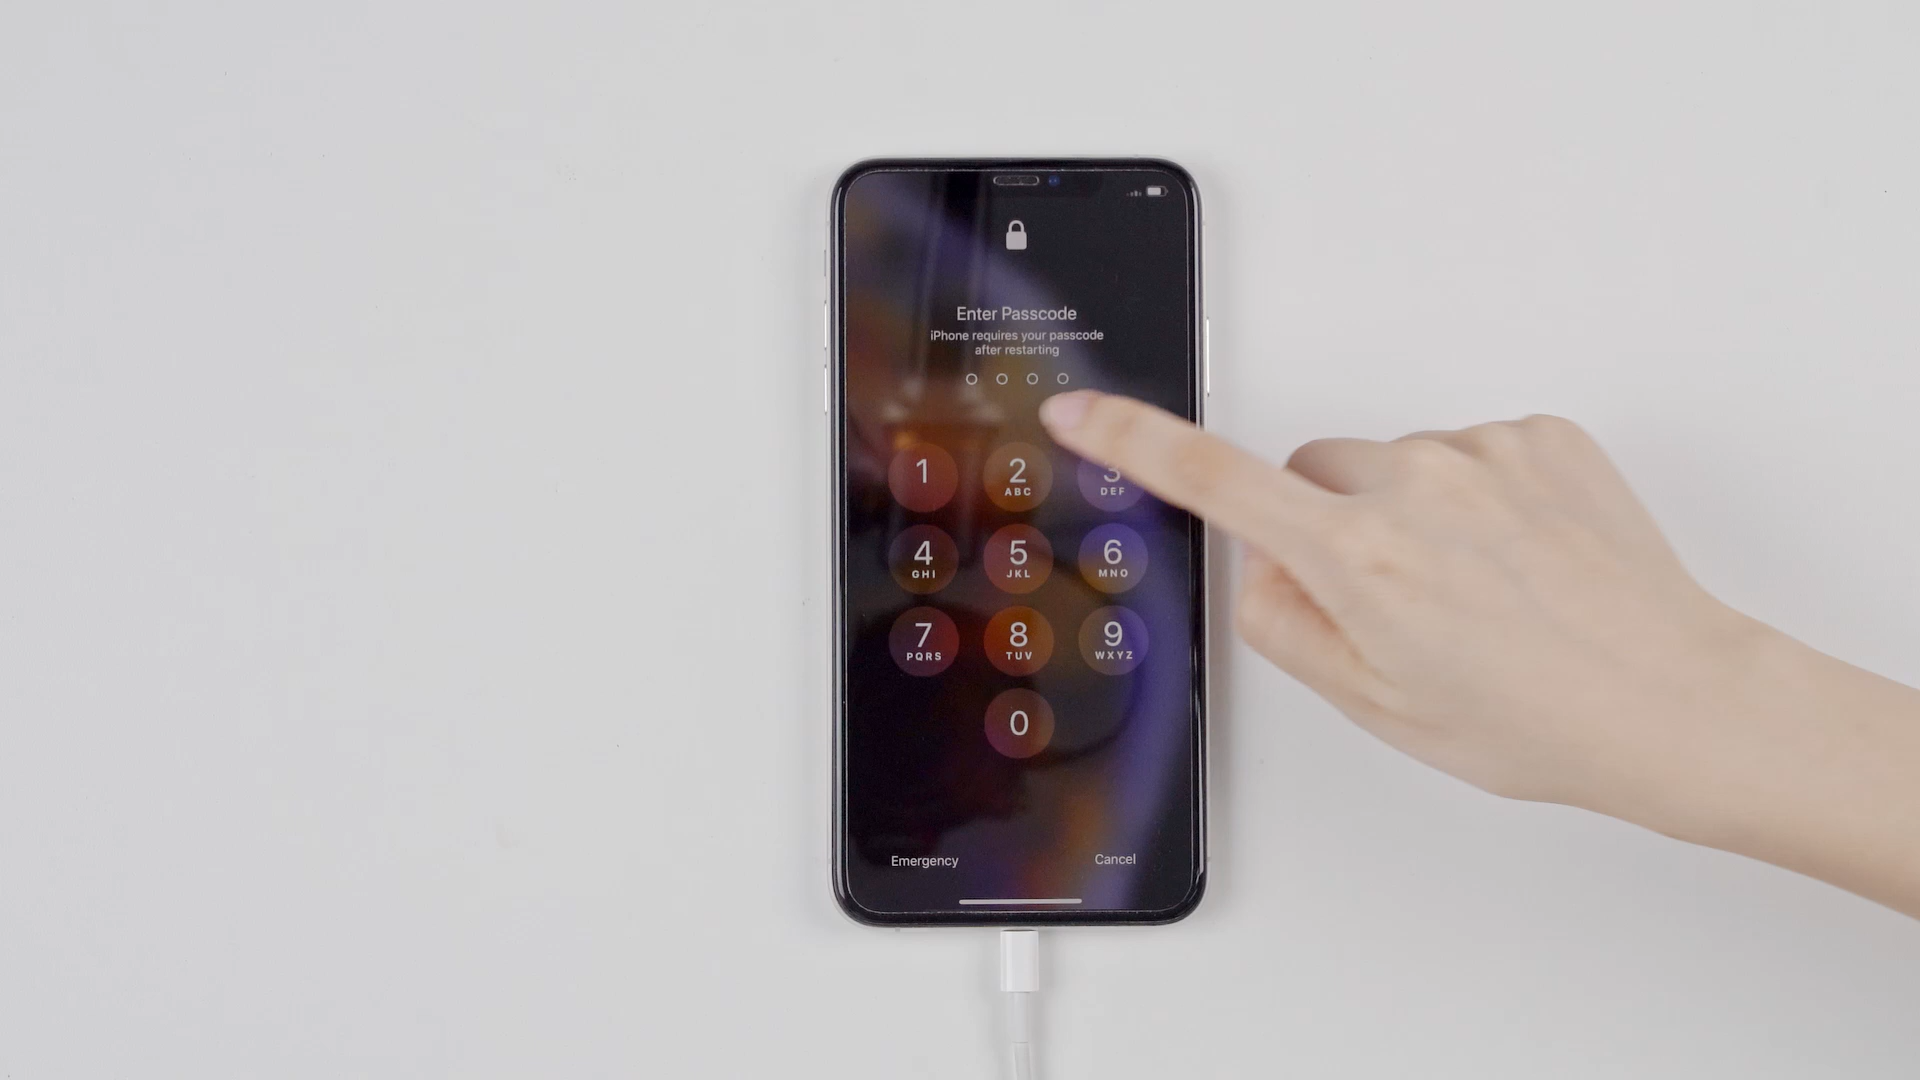 Enter Passcode
iPhone requires your passcode
after restarting
1
2
ABC
3
DEF
4
GHI
5
JKL
6
MNO
7
PQRS
8
TUV
9
WXYZ
0
Emergency
Cancel